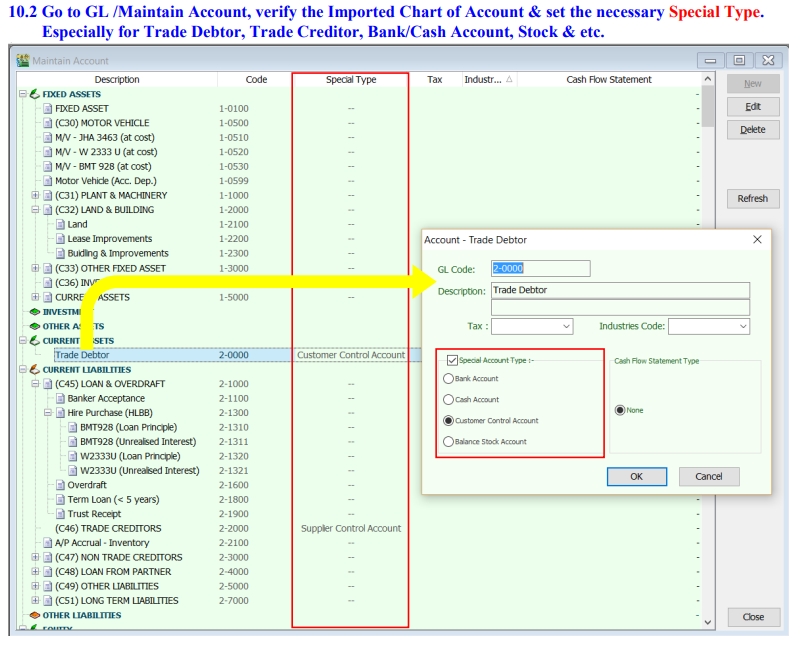 10.2 Go to GL /Maintain Account, verify the Imported Chart of Account & set the necessary Special Type.
Especially for Trade Debtor, Trade Creditor, Bank/Cash Account, Stock & etc.
Maintain Account
Description Code Special Type Tax Industr... Cash Flow Statement
New
Edit
Delete
Refresh
Close
FIXED ASSETS -
FIXED ASSET 1-0100 -- -
(C30) MOTOR VEHICLE 1-0500 -- -
M/V - JHA 3463 (at cost) 1-0510 -- -
M/V - W 2333 U (at cost) 1-0520 -- -
M/V - BMT 928 (at cost) 1-0530 -- -
Motor Vehicle (Acc. Dep.) 1-0599 -- -
(C31) PLANT & MACHINERY 1-1000 -- -
(C32) LAND & BUILDING 1-2000 -- -
Land 1-2100 --
Lease Improvements 1-2200 --
Buidling & Improvements 1-2300 --
(C33) OTHER FIXED ASSET 1-3000 --
(C36) INV
CURRE ASSETS 1-5000 --
INVESTM
OTHER AS TS
CURRENT SSETS
Trade Debtor 2-0000 Customer Control Account
CURRENT LIABILITIES
(C45) LOAN & OVERDRAFT 2-1000 --
Banker Acceptance 2-1100 --
Hire Purchase (HLBB) 2-1300 --
BMT928 (Loan Principle) 2-1310 --
BMT928 (Unrealised Interest) 2-1311 --
W2333U (Loan Principle) 2-1320 --
W2333U (Unrealised Interest) 2-1321 --
Overdraft 2-1600 --
Term Loan (< 5 years) 2-1800 -- -
Trust Receipt 2-1900 -- -
(C46) TRADE CREDITORS 2-2000 Supplier Control Account -
A/P Accrual - Inventory 2-2100 -- -
(C47) NON TRADE CREDITORS 2-3000 -- -
(C48) LOAN FROM PARTNER 2-4000 -- -
(C49) OTHER LIABILITIES 2-5000 -- -
(C51) LONG TERM LIABILITIES 2-7000 -- -
OTHER LIABILITIES -
EQUITY
Account - Trade Debtor
GL Code: 2-0000
Description: Trade Debtor
Tax : Industries Code:
Special Account Type :-
Bank Account
Cash Account
Customer Control Account
Balance Stock Account
Cash Flow Statement Type
None
OK Cancel